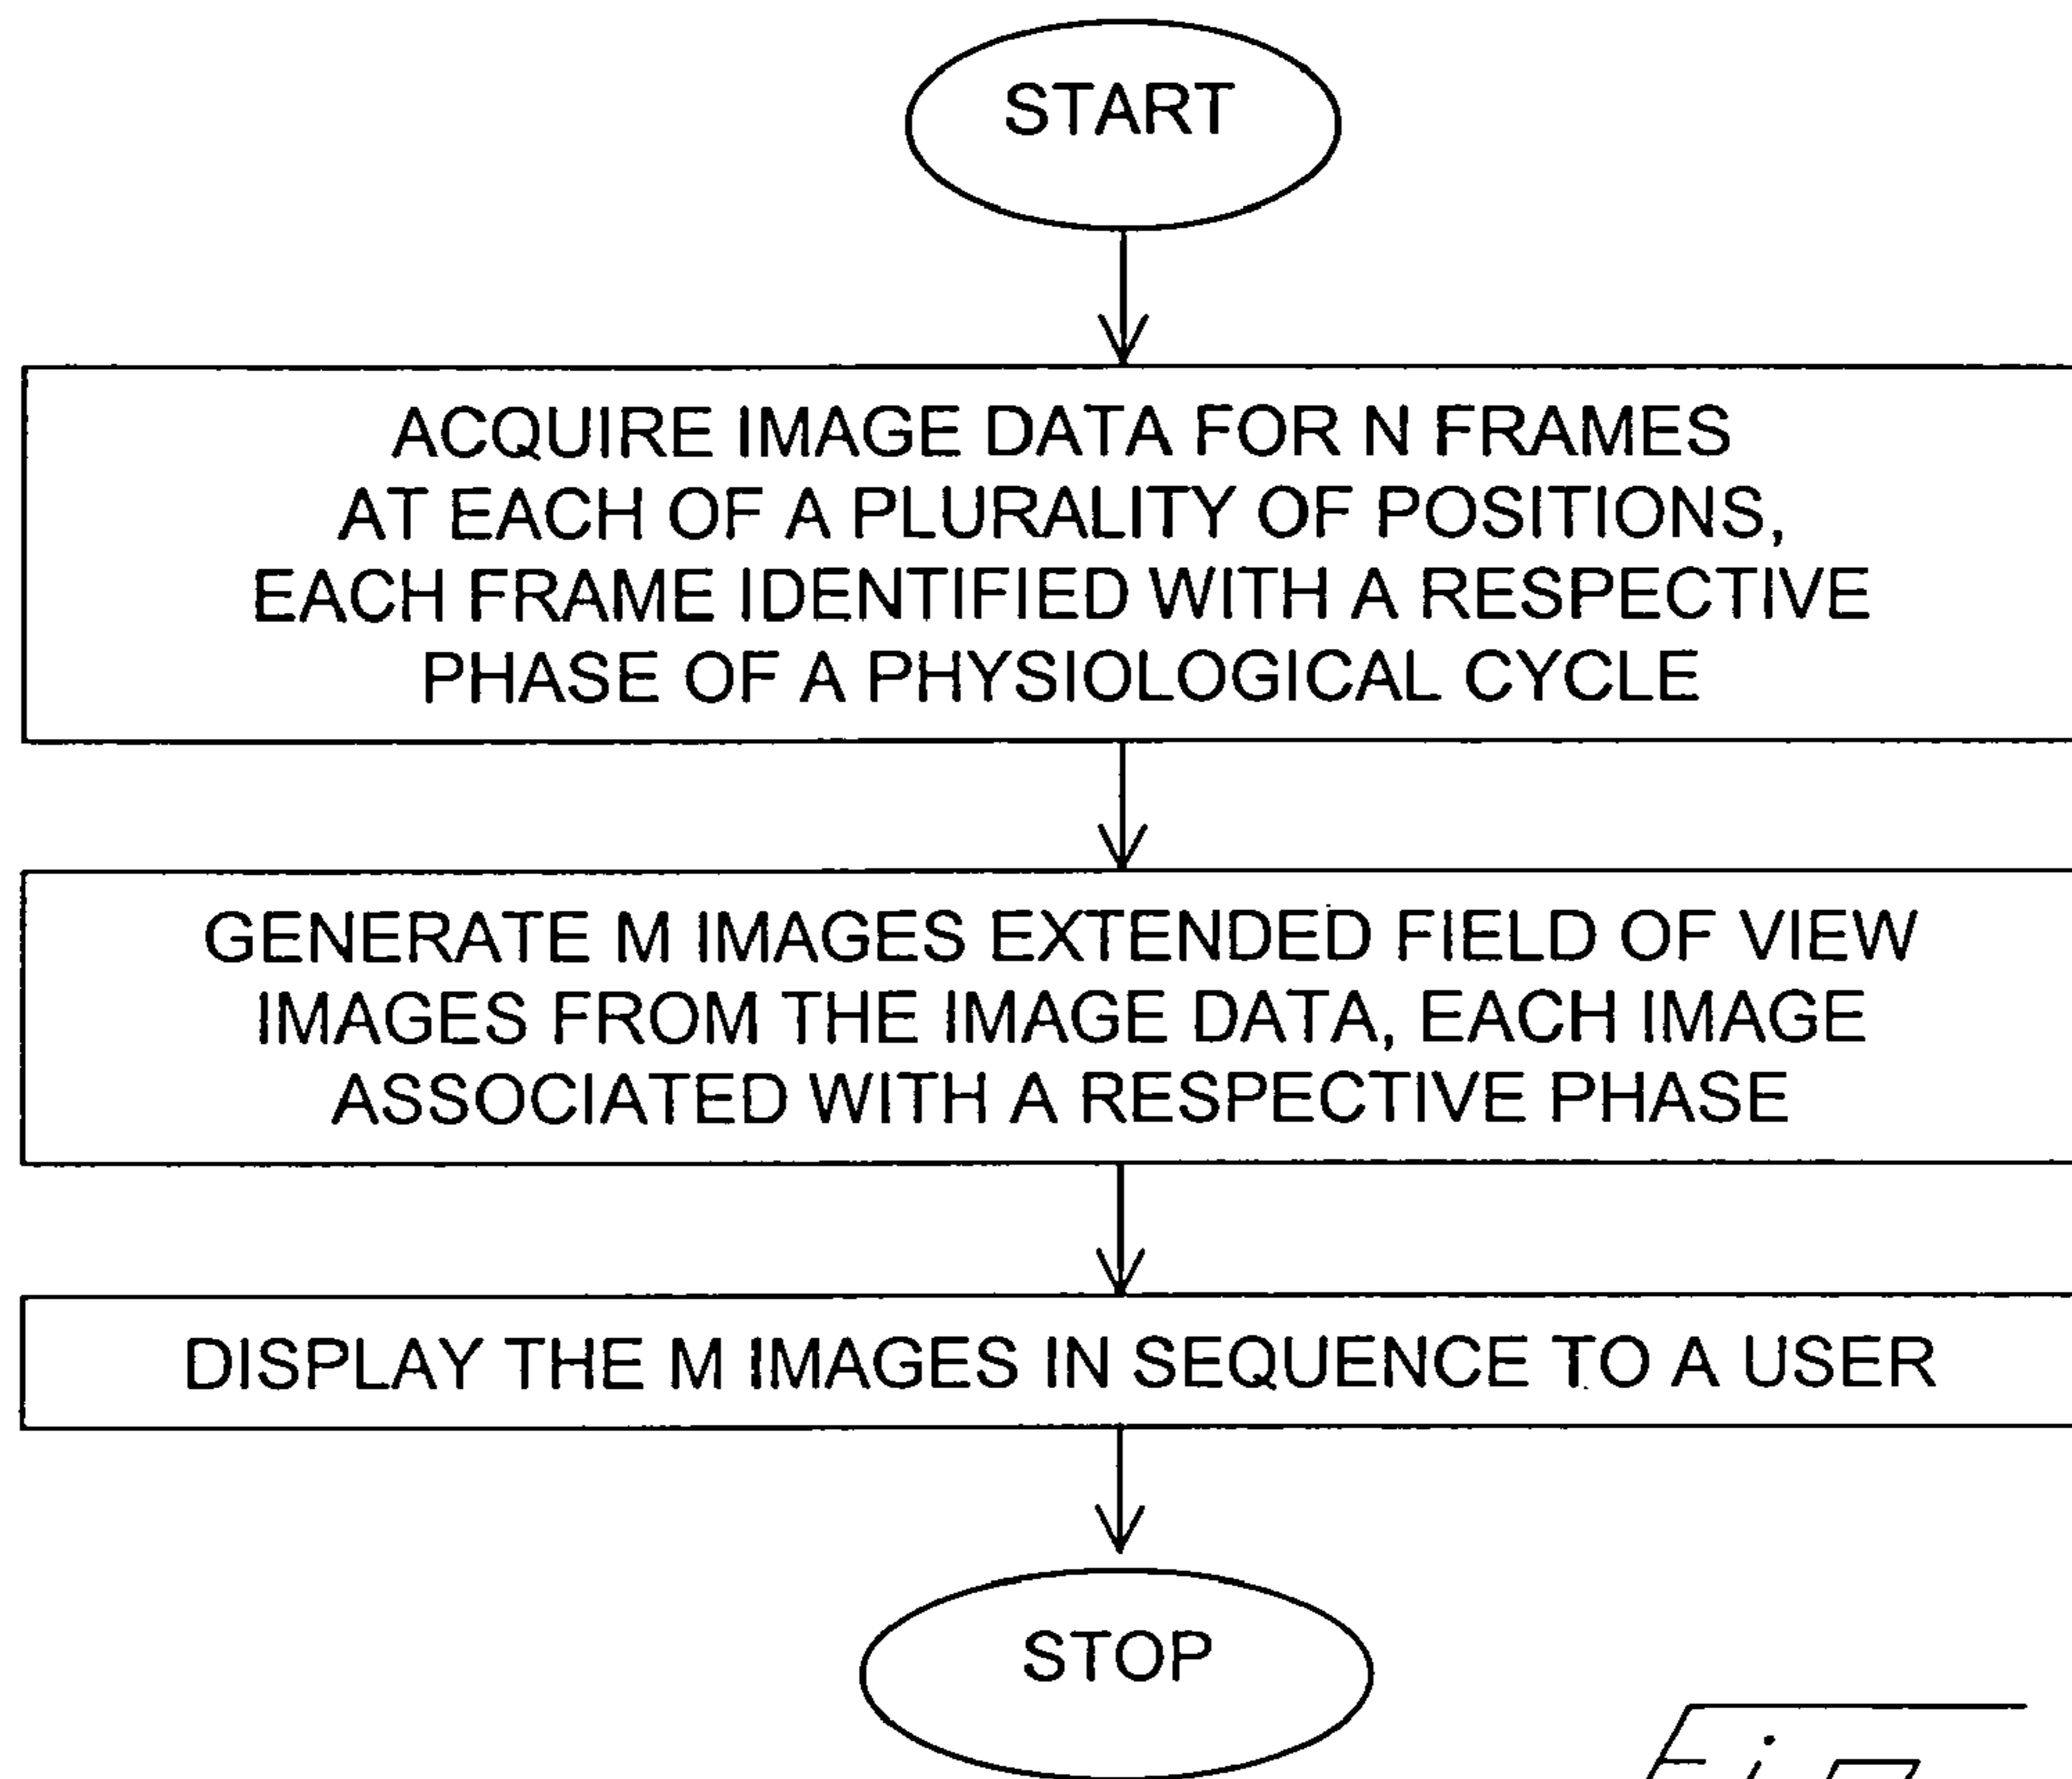 START
ACQUIRE IMAGE DATA FOR N FRAMES
AT EACH OF A PLURALITY OF POSITIONS,
EACH FRAME IDENTIFIED WITH A RESPECTIVE
PHASE OF A PHYSIOLOGICAL CYCLE
GENERATE M IMAGES EXTENDED FIELD OF VIEW
IMAGES FROM THE IMAGE DATA, EACH IMAGE
ASSOCIATED WITH A RESPECTIVE PHASE
DISPLAY THE M IMAGES IN SEQUENCE TO A USER
STOP